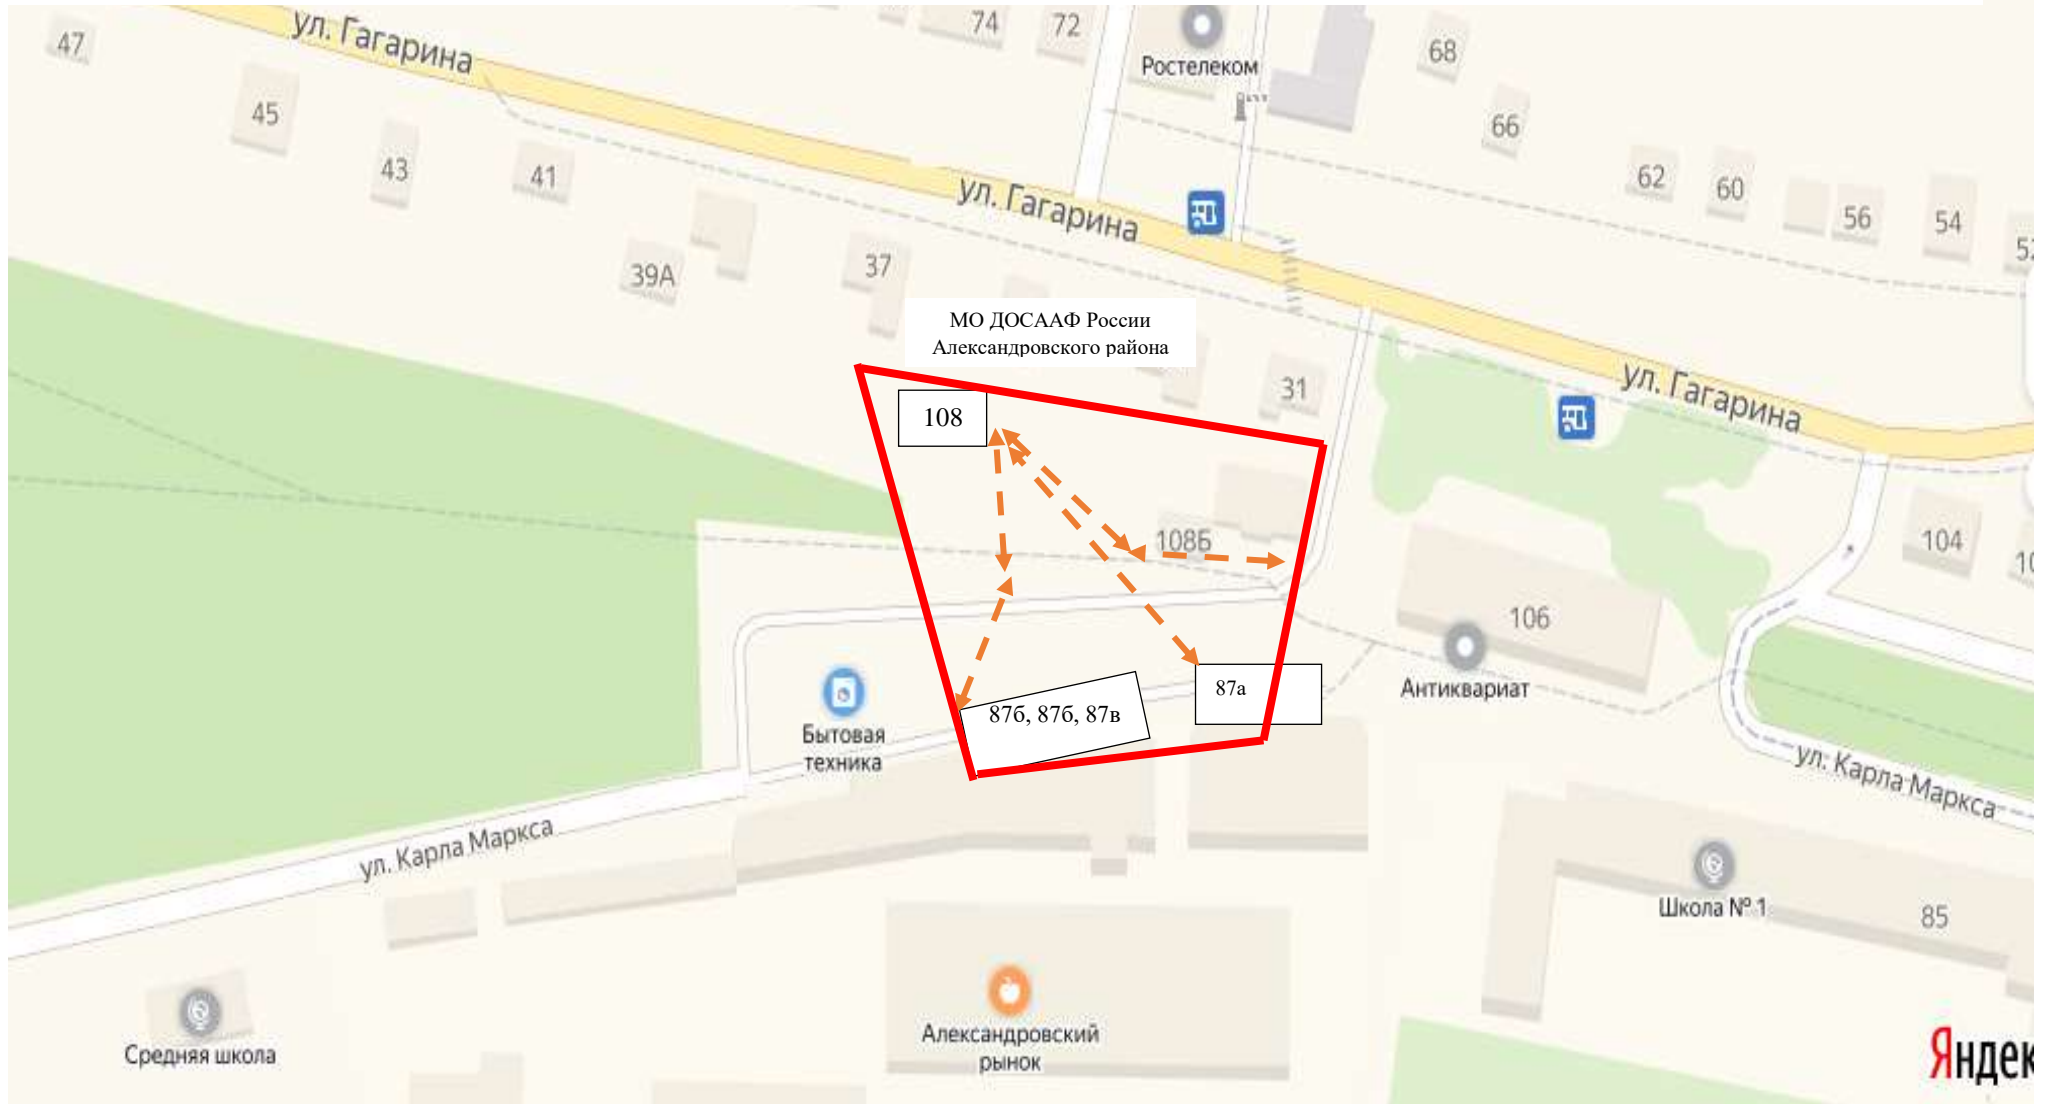 47
ул. Гагарина
74
72
Ростелеком
68
45
66
43
41
62
60
56
54
ул. Гагарина
39А
37
МО ДОСААФ России
Александровского района
31
ул. Гагарина
108
108Б
104
106
Антиквариат
87а
87б, 87б, 87в
Бытовая
техника
ул. Карла Маркса
ул. Карла Маркса
Школа № 1
85
Средняя школа
Александровский
рынок
Яндек